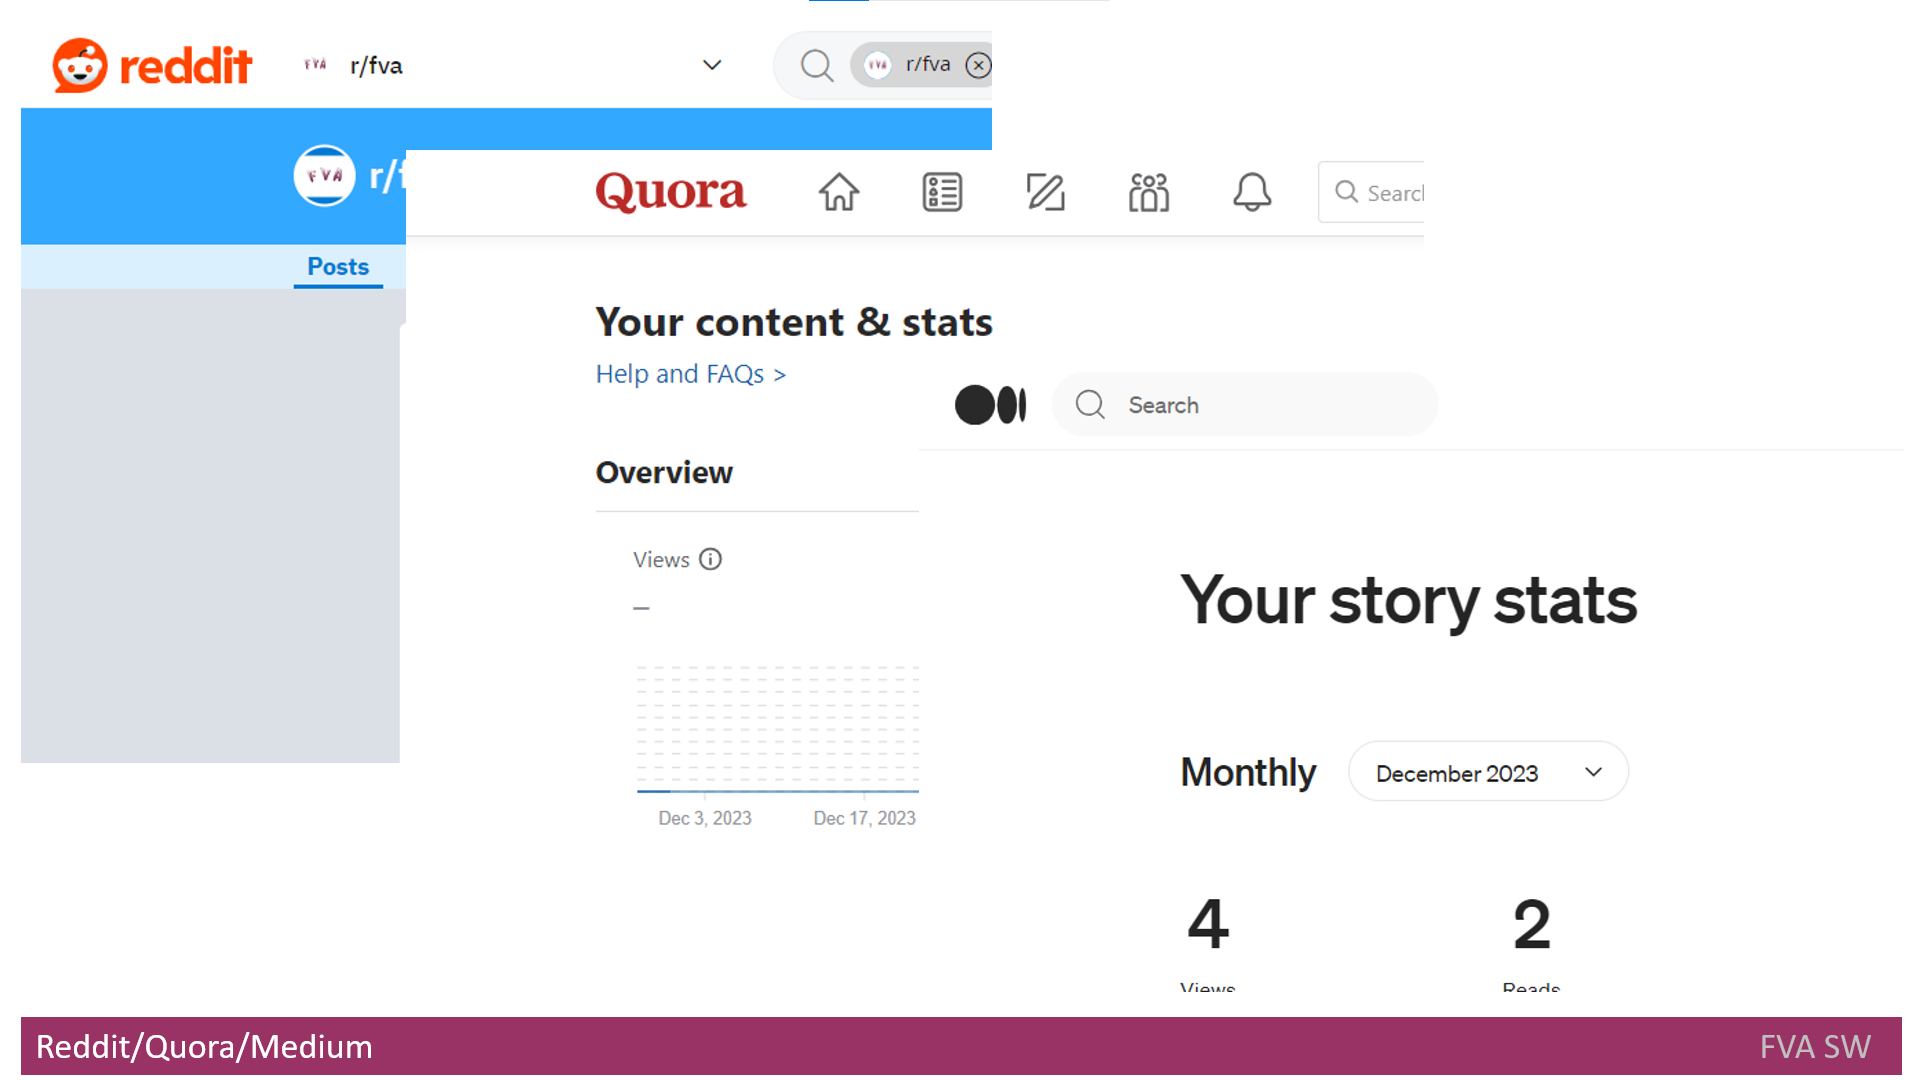 reddit
FVA
r/fva
FVA
r/fva
FVA
r/f
Posts
Quora
Search
Your content & stats
Help and FAQs >
Overview
Views
–
Dec 3, 2023
Dec 17, 2023
Search
Your story stats
Monthly
December 2023
4
2
Views
Reads
Reddit/Quora/Medium
FVA SW